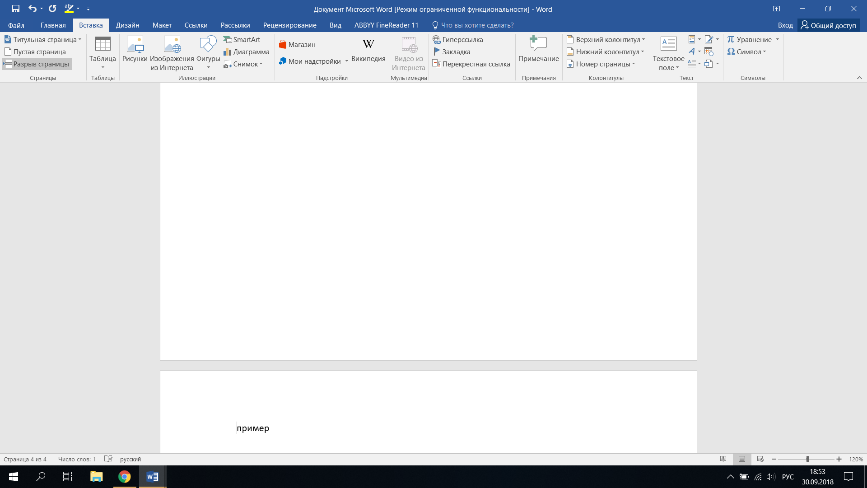 Документ Microsoft Word [Режим ограниченной функциональности] - Word
Файл Главная Вставка Дизайн Макет Ссылки Рассылки Рецензирование Вид ABBYY FineReader 11 Что вы хотите сделать? Вход Общий доступ
Титульная страница
Пустая страница
Разрыв страницы
Страницы
Таблица
Таблицы
Рисунки
Изображения из Интернета
Фигуры
SmartArt
Диаграмма
Снимок
Иллюстрации
Магазин
Мои надстройки
W
Википедия
Надстройки
Видео из Интернета
Мультимедиа
Гиперссылка
Закладка
Перекрестная ссылка
Ссылки
Примечание
Примечания
Верхний колонтитул
Нижний колонтитул
Номер страницы
Колонтитулы
Текстовое поле
Текст
Уравнение
Символ
Символы
пример
Страница 4 из 4 Число слов: 1 русский 120%
РУС
18:53
30.09.2018